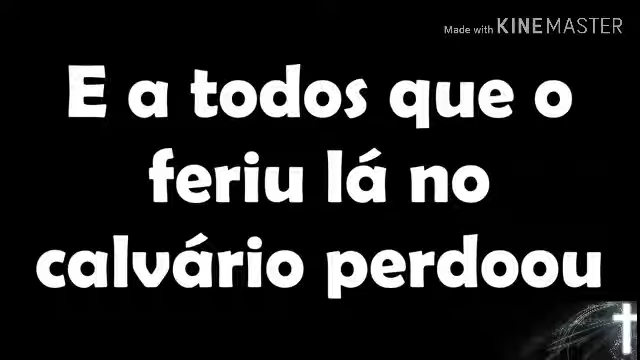 Made with KINEMASTER
E a todos que o
feriu lá no
calvário perdoou